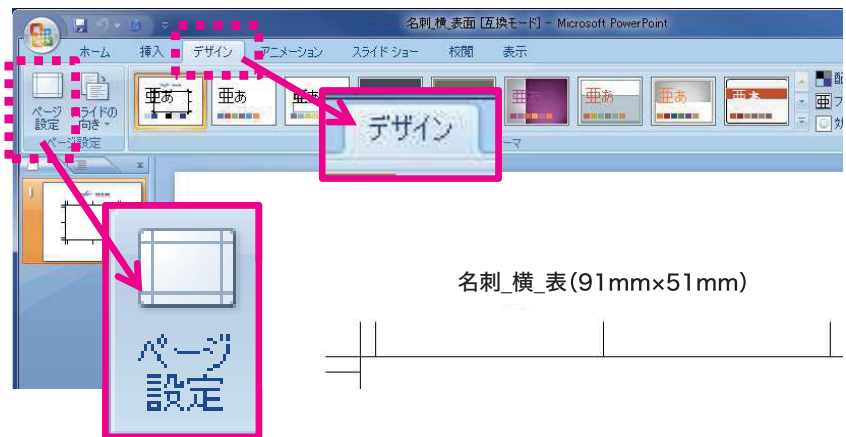 名刺_横_表面 [互換モード] - Microsoft PowerPoint
ホーム 挿入 デザイン アニメーション スライド ショー 校閲 表示
ページ設定
スライドの向き
亜あ 亜あ 亜あ 亜あ 亜あ 亜あ
ページ設定
デザイン
1
ページ
設定
名刺_横_表(91mm×51mm)